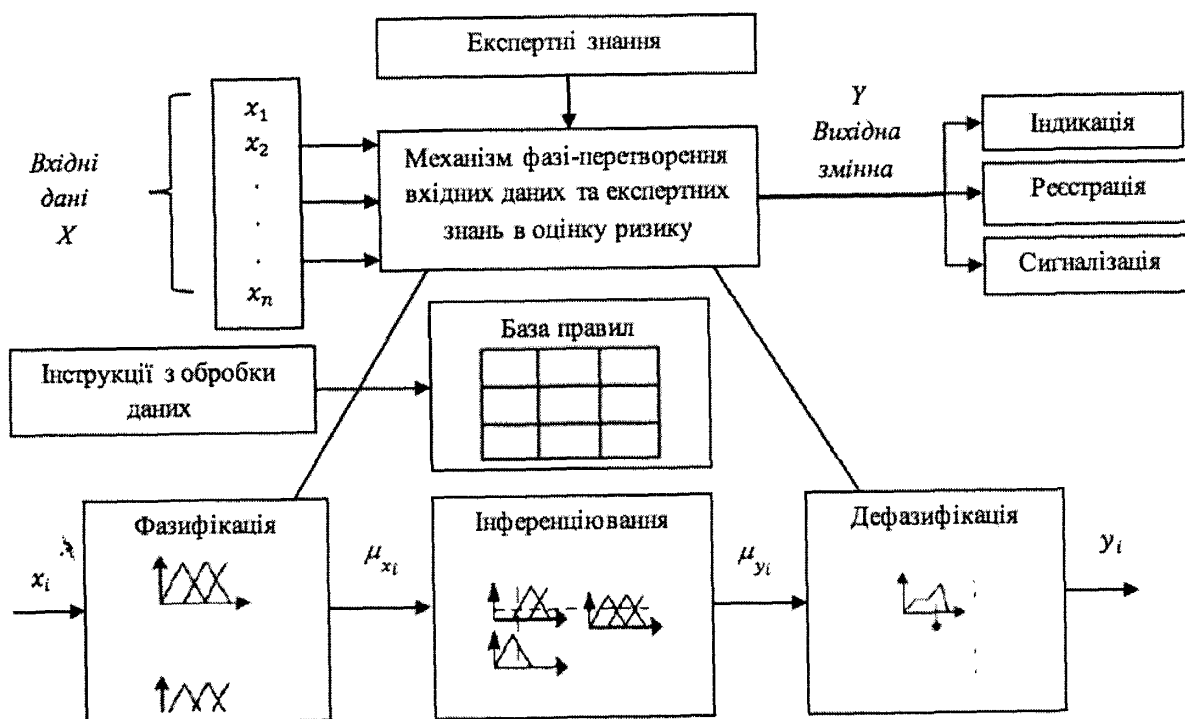 Експертні знання
Вхідні
дані
X
x₁
x₂
.
.
.
xₙ
Механізм фазі-перетворення
вхідних даних та експертних
знань в оцінку ризику
Y
Вихідна
змінна
Індикація
Реєстрація
Сигналізація
Інструкції з обробки
даних
База правил
xᵢ
Фазифікація
μₓᵢ
Інференціювання
μyᵢ
Дефазифікація
yᵢ